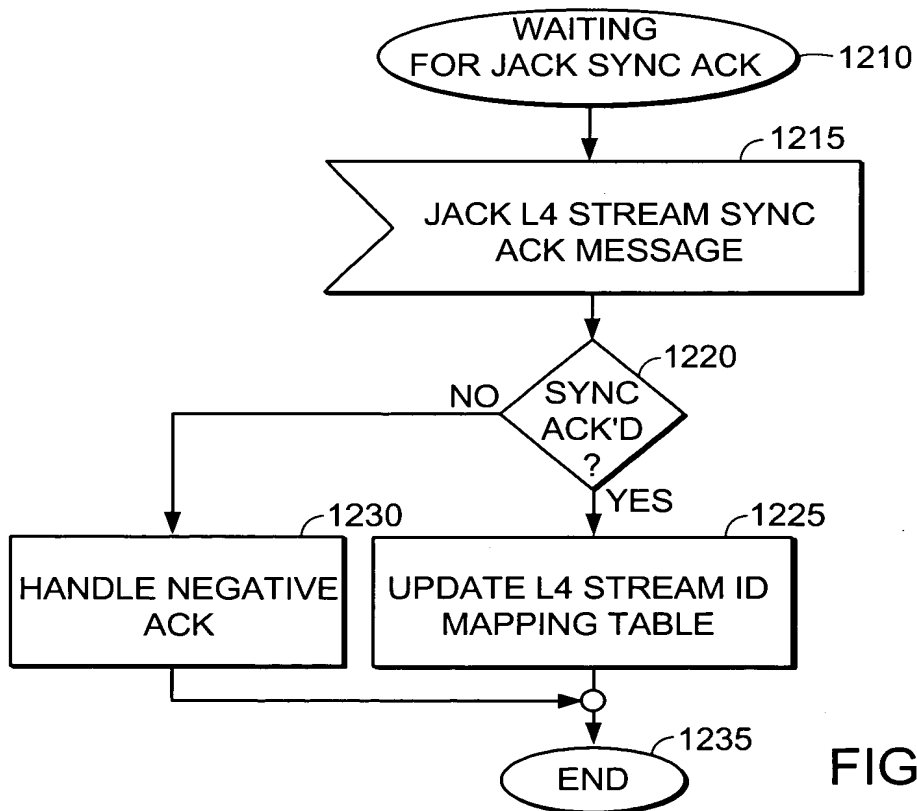 WAITING
FOR JACK SYNC ACK
1210
1215
JACK L4 STREAM SYNC
ACK MESSAGE
1220
SYNC
ACK'D
?
NO
YES
1230
HANDLE NEGATIVE
ACK
1225
UPDATE L4 STREAM ID
MAPPING TABLE
1235
END
FIG